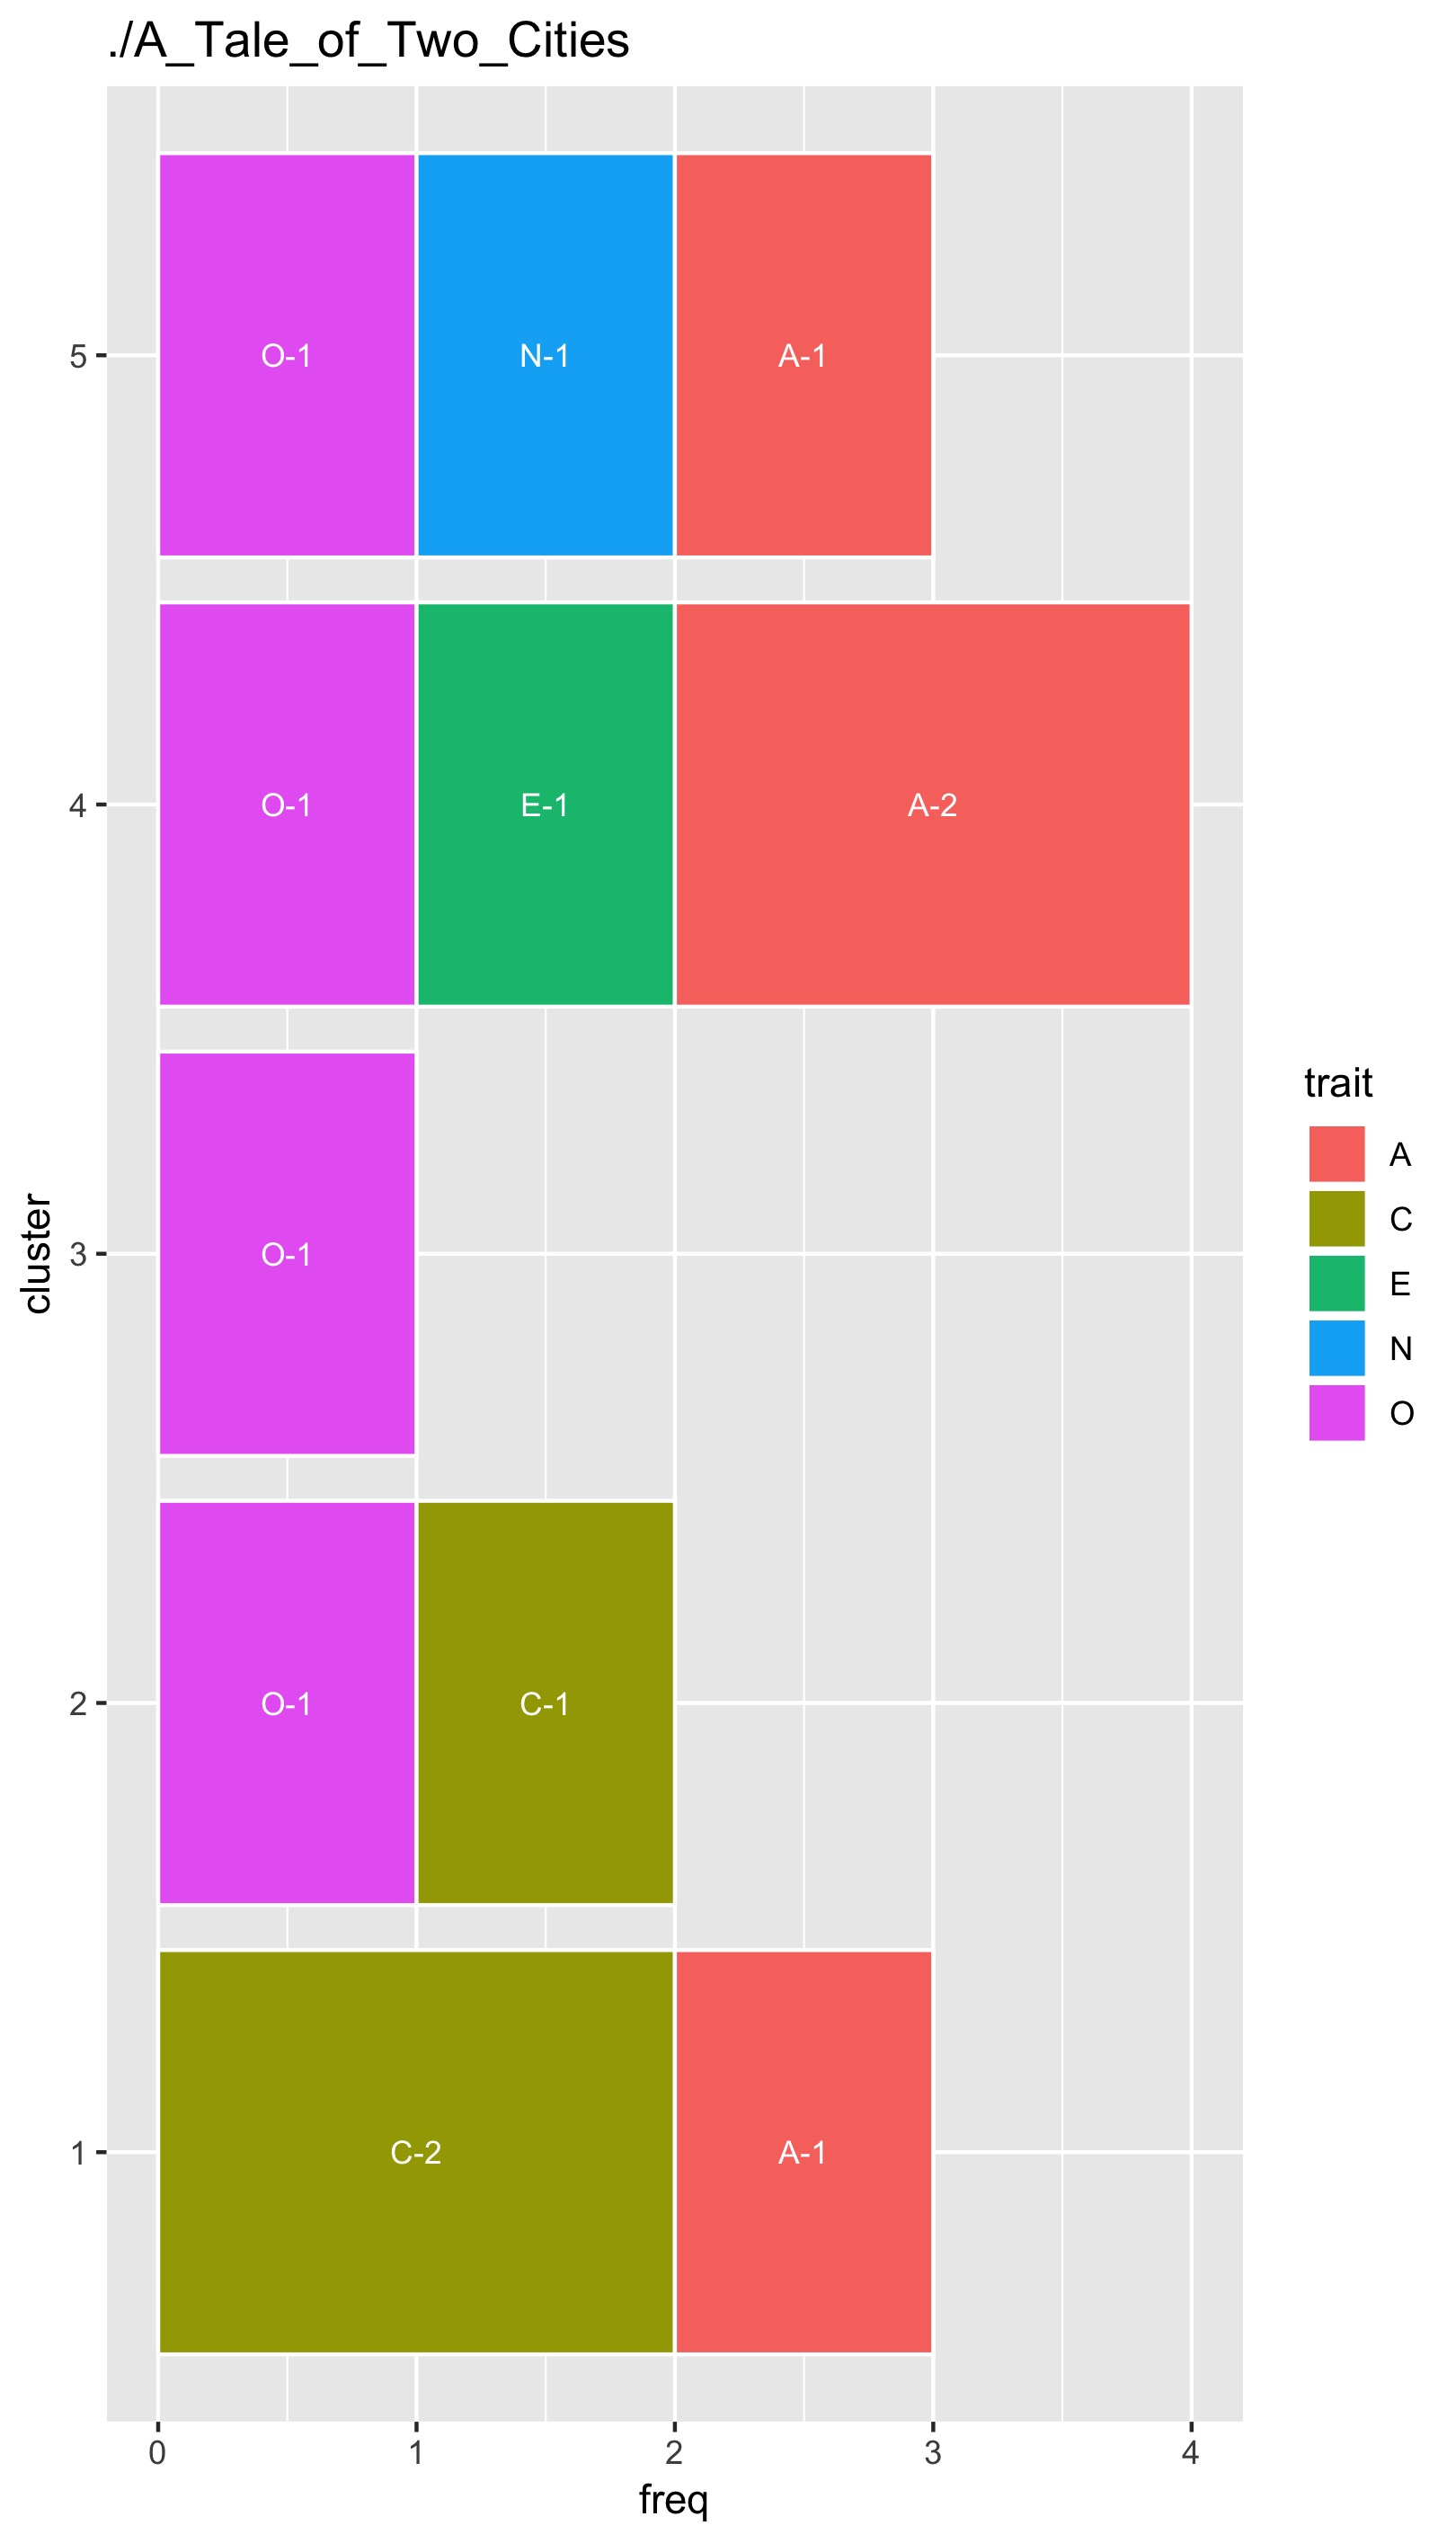 ./A_Tale_of_Two_Cities
5
O-1 N-1 A-1
4
O-1 E-1 A-2
3
O-1
2
O-1 C-1
1
C-2 A-1
cluster
0 1 2 3 4
freq
trait
A
C
E
N
O